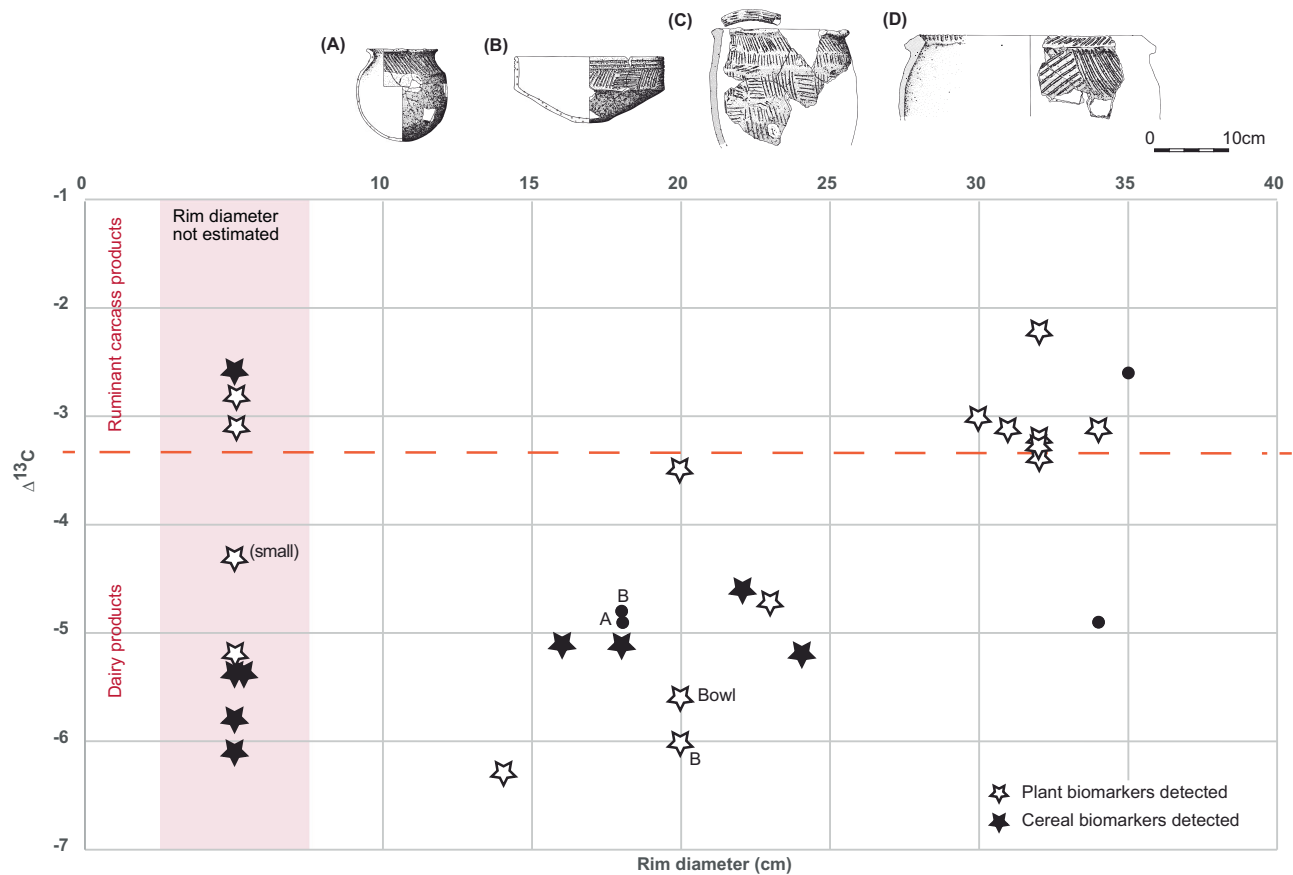 (A)
(B)
(C)
(D)
0 10cm
0 10 15 20 25 30 35 40
-1
Rim diameter
not estimated
Ruminant carcass products
-2
-3
Δ13C
-4
(small)
Dairy products
B
A
-5
Bowl
-6
B
Plant biomarkers detected
Cereal biomarkers detected
-7
Rim diameter (cm)